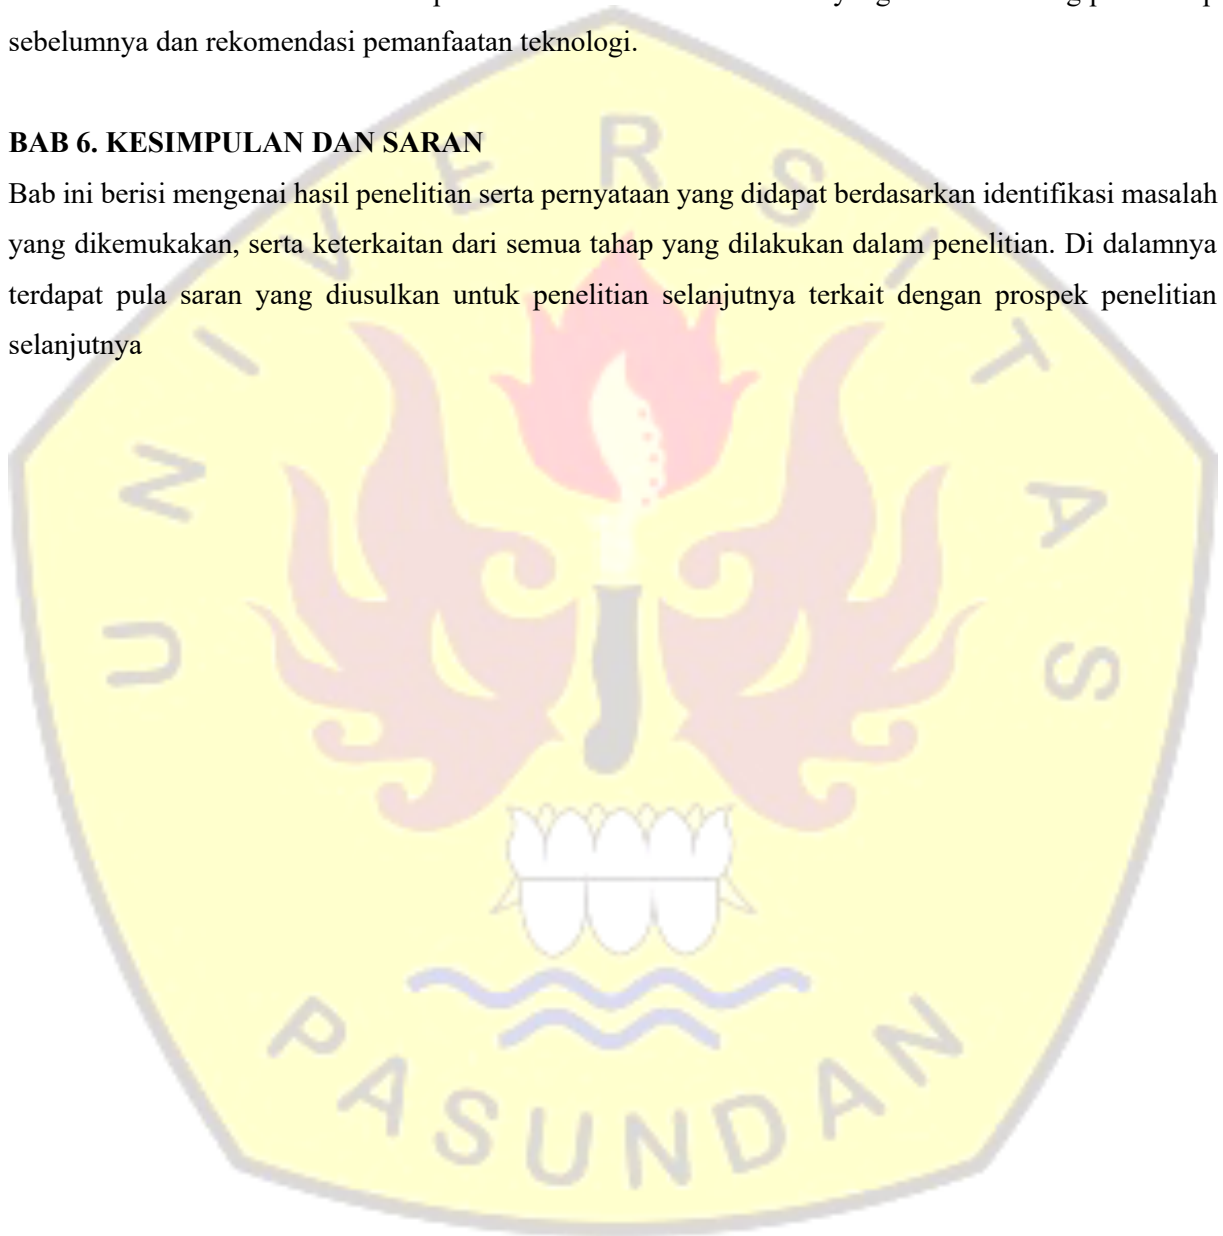 sebelumnya dan rekomendasi pemanfaatan teknologi.
BAB 6. KESIMPULAN DAN SARAN
Bab ini berisi mengenai hasil penelitian serta pernyataan yang didapat berdasarkan identifikasi masalah
yang dikemukakan, serta keterkaitan dari semua tahap yang dilakukan dalam penelitian. Di dalamnya
terdapat pula saran yang diusulkan untuk penelitian selanjutnya terkait dengan prospek penelitian
selanjutnya
UNIVERSITAS
PASUNDAN